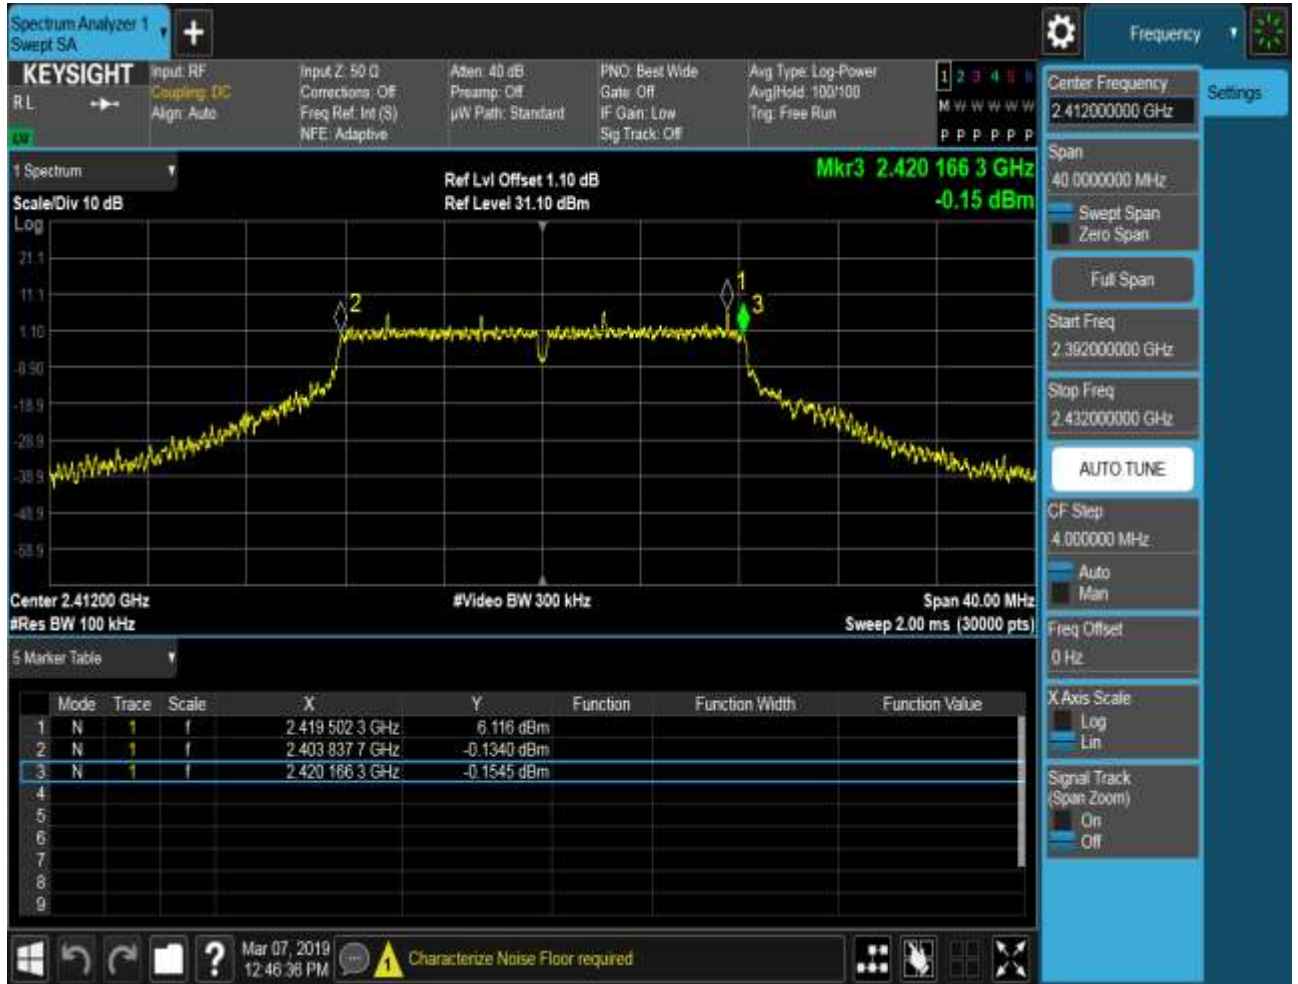 Spectrum Analyzer 1
Swept SA
+
Frequency
KEYSIGHT
RL
Input: RF
Coupling: DC
Align: Auto
Input Z: 50 Ω
Corrections: Off
Freq Ref: Int (S)
NFE: Adaptive
Atten: 40 dB
Preamp: Off
µW Path: Standard
PNO: Best Wide
Gate: Off
IF Gain: Low
Sig Track: Off
Avg Type: Log-Power
Avg|Hold: 100/100
Trig: Free Run
1 2 3 4 5 6
M W W W W W
P P P P P P
1 Spectrum
Scale/Div 10 dB
Ref Lvl Offset 1.10 dB
Ref Level 31.10 dBm
Mkr3 2.420 166 3 GHz
-0.15 dBm
Log
21.1
11.1
1.10
-8.90
-18.9
-28.9
-38.9
-48.9
-58.9
2
1
3
Center 2.41200 GHz
#Res BW 100 kHz
#Video BW 300 kHz
Span 40.00 MHz
Sweep 2.00 ms (30000 pts)
5 Marker Table
Mode Trace Scale X Y Function Function Width Function Value
1 N 1 f 2.419 502 3 GHz 6.116 dBm
2 N 1 f 2.403 837 7 GHz -0.1340 dBm
3 N 1 f 2.420 166 3 GHz -0.1545 dBm
4
5
6
7
8
9
Mar 07, 2019
12:46:36 PM
?
1
Characterize Noise Floor required
Center Frequency
2.412000000 GHz
Settings
Span
40.0000000 MHz
Swept Span
Zero Span
Full Span
Start Freq
2.392000000 GHz
Stop Freq
2.432000000 GHz
AUTO TUNE
CF Step
4.000000 MHz
Auto
Man
Freq Offset
0 Hz
X Axis Scale
Log
Lin
Signal Track
(Span Zoom)
On
Off